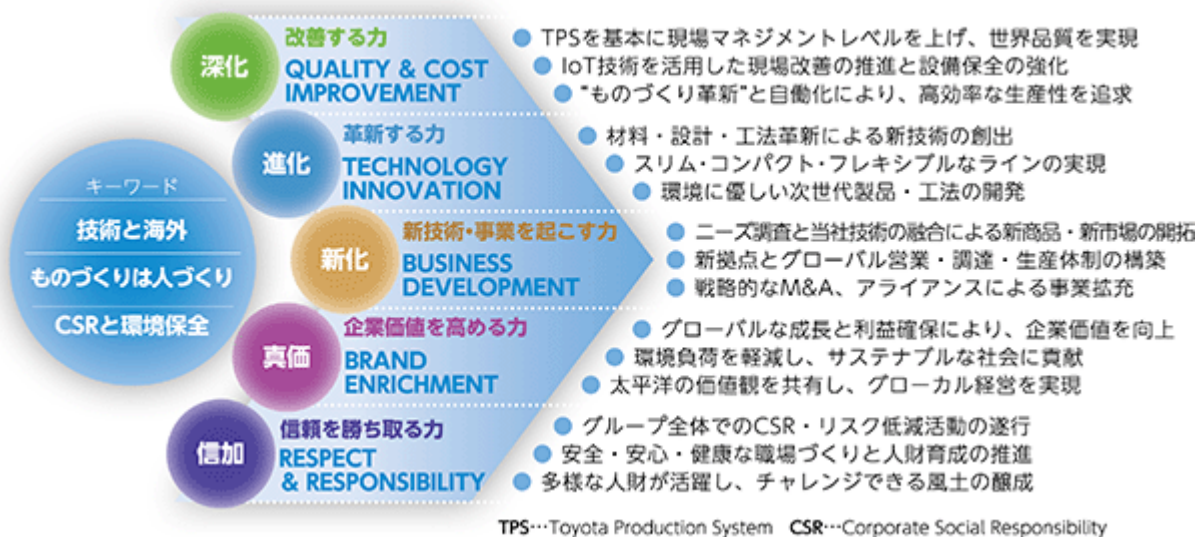 キーワード
技術と海外
ものづくりは人づくり
CSRと環境保全
深化
改善する力
QUALITY & COST
IMPROVEMENT
● TPSを基本に現場マネジメントレベルを上げ、世界品質を実現
● IoT技術を活用した現場改善の推進と設備保全の強化
● "ものづくり革新"と自働化により、高効率な生産性を追求
進化
革新する力
TECHNOLOGY
INNOVATION
● 材料・設計・工法革新による新技術の創出
● スリム・コンパクト・フレキシブルなラインの実現
● 環境に優しい次世代製品・工法の開発
新化
新技術・事業を起こす力
BUSINESS
DEVELOPMENT
● ニーズ調査と当社技術の融合による新商品・新市場の開拓
● 新拠点とグローバル営業・調達・生産体制の構築
● 戦略的なM&A、アライアンスによる事業拡充
真価
企業価値を高める力
BRAND
ENRICHMENT
● グローバルな成長と利益確保により、企業価値を向上
● 環境負荷を軽減し、サステナブルな社会に貢献
● 太平洋の価値観を共有し、グローカル経営を実現
信加
信頼を勝ち取る力
RESPECT
& RESPONSIBILITY
● グループ全体でのCSR・リスク低減活動の遂行
● 安全・安心・健康な職場づくりと人財育成の推進
● 多様な人財が活躍し、チャレンジできる風土の醸成
TPS…Toyota Production System CSR…Corporate Social Responsibility